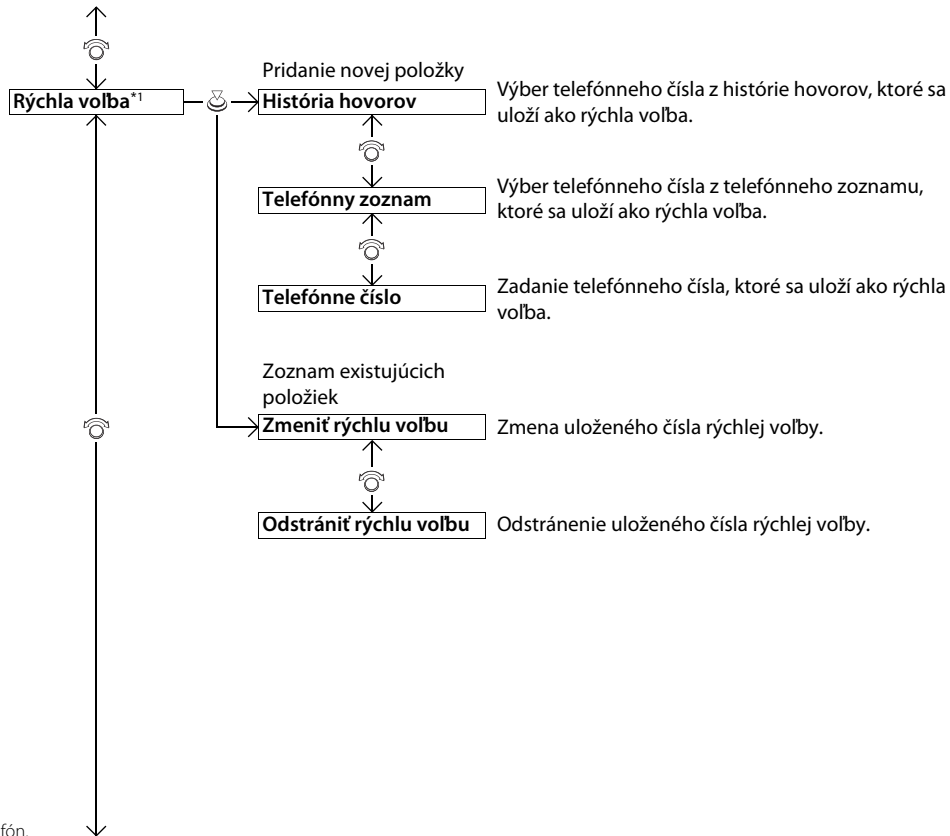 Pridanie novej položky
Rýchla voľba*1
História hovorov
Výber telefónneho čísla z histórie hovorov, ktoré sa
uloží ako rýchla voľba.
Telefónny zoznam
Výber telefónneho čísla z telefónneho zoznamu,
ktoré sa uloží ako rýchla voľba.
Telefónne číslo
Zadanie telefónneho čísla, ktoré sa uloží ako rýchla
voľba.
Zoznam existujúcich
položiek
Zmeniť rýchlu voľbu
Zmena uloženého čísla rýchlej voľby.
Odstrániť rýchlu voľbu
Odstránenie uloženého čísla rýchlej voľby.
fón.